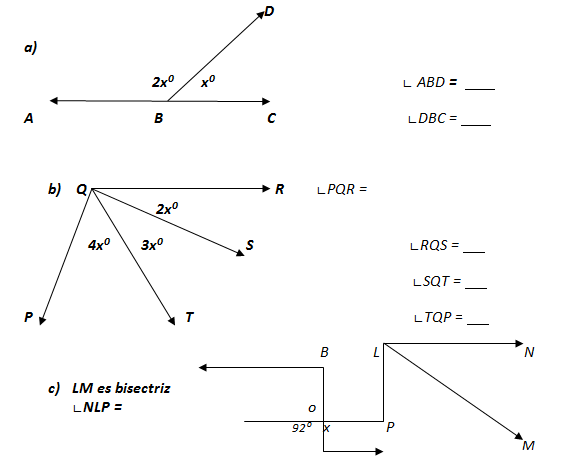 D
a)
2x⁰ x⁰
∟ ABD = ____
A B C
∟DBC = ____
b) Q R ∟PQR =
2x⁰
4x⁰ 3x⁰ S
∟RQS = ___
∟SQT = ___
P T ∟TQP = ___
B L N
c) LM es bisectriz
∟NLP =
O
92⁰ x P
M